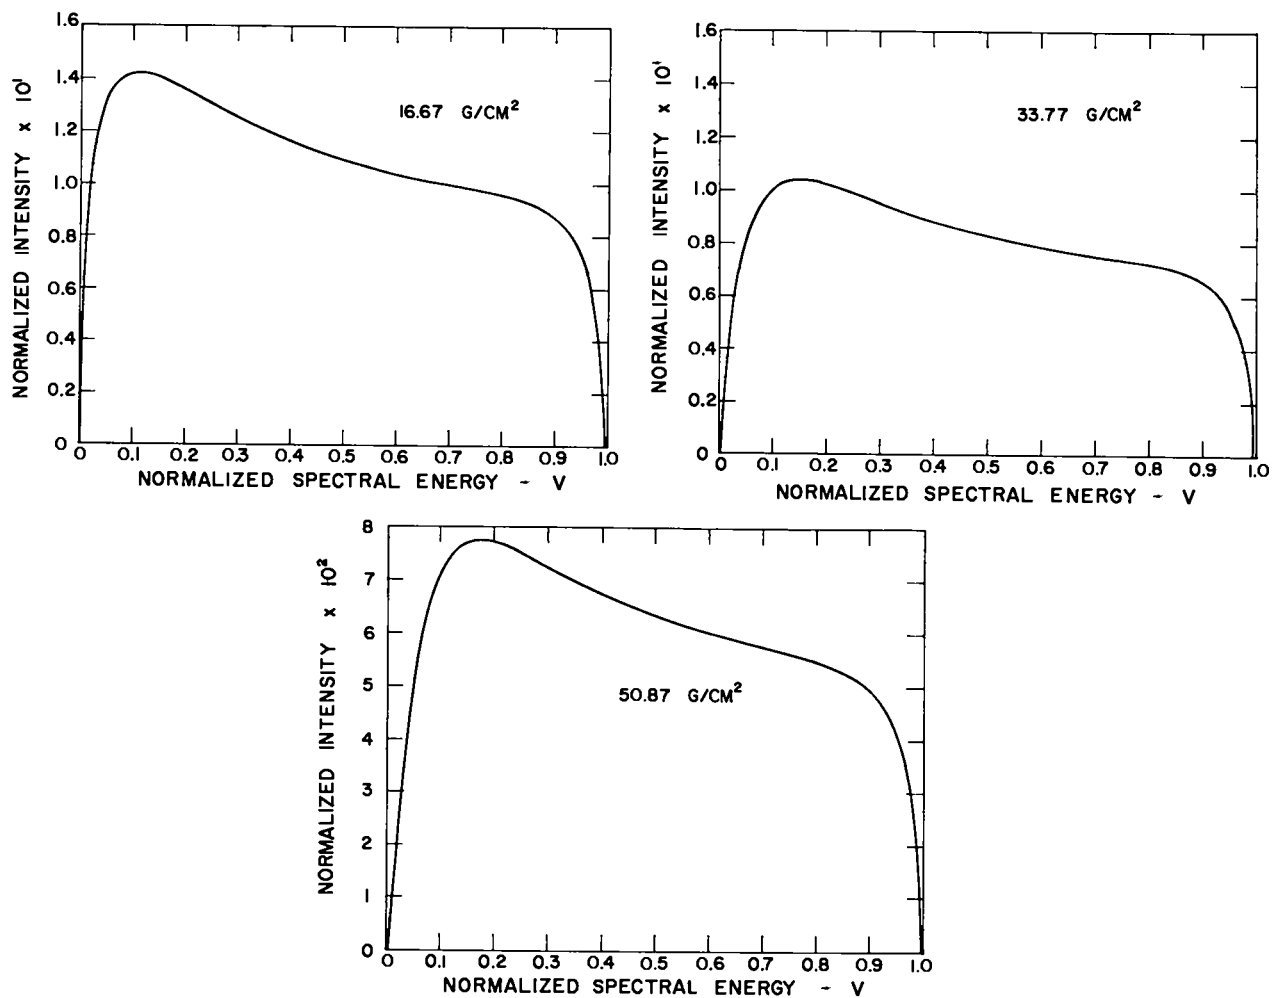 NORMALIZED INTENSITY × 10¹
1.6
1.4
1.2
1.0
0.8
0.6
0.4
0.2
0
16.67 G/CM²
0 0.1 0.2 0.3 0.4 0.5 0.6 0.7 0.8 0.9 1.0
NORMALIZED SPECTRAL ENERGY - V
NORMALIZED INTENSITY × 10¹
1.6
1.4
1.2
1.0
0.8
0.6
0.4
0.2
0
33.77 G/CM²
0 0.1 0.2 0.3 0.4 0.5 0.6 0.7 0.8 0.9 1.0
NORMALIZED SPECTRAL ENERGY - V
NORMALIZED INTENSITY × 10²
8
7
6
5
4
3
2
1
0
50.87 G/CM²
0 0.1 0.2 0.3 0.4 0.5 0.6 0.7 0.8 0.9 1.0
NORMALIZED SPECTRAL ENERGY - V